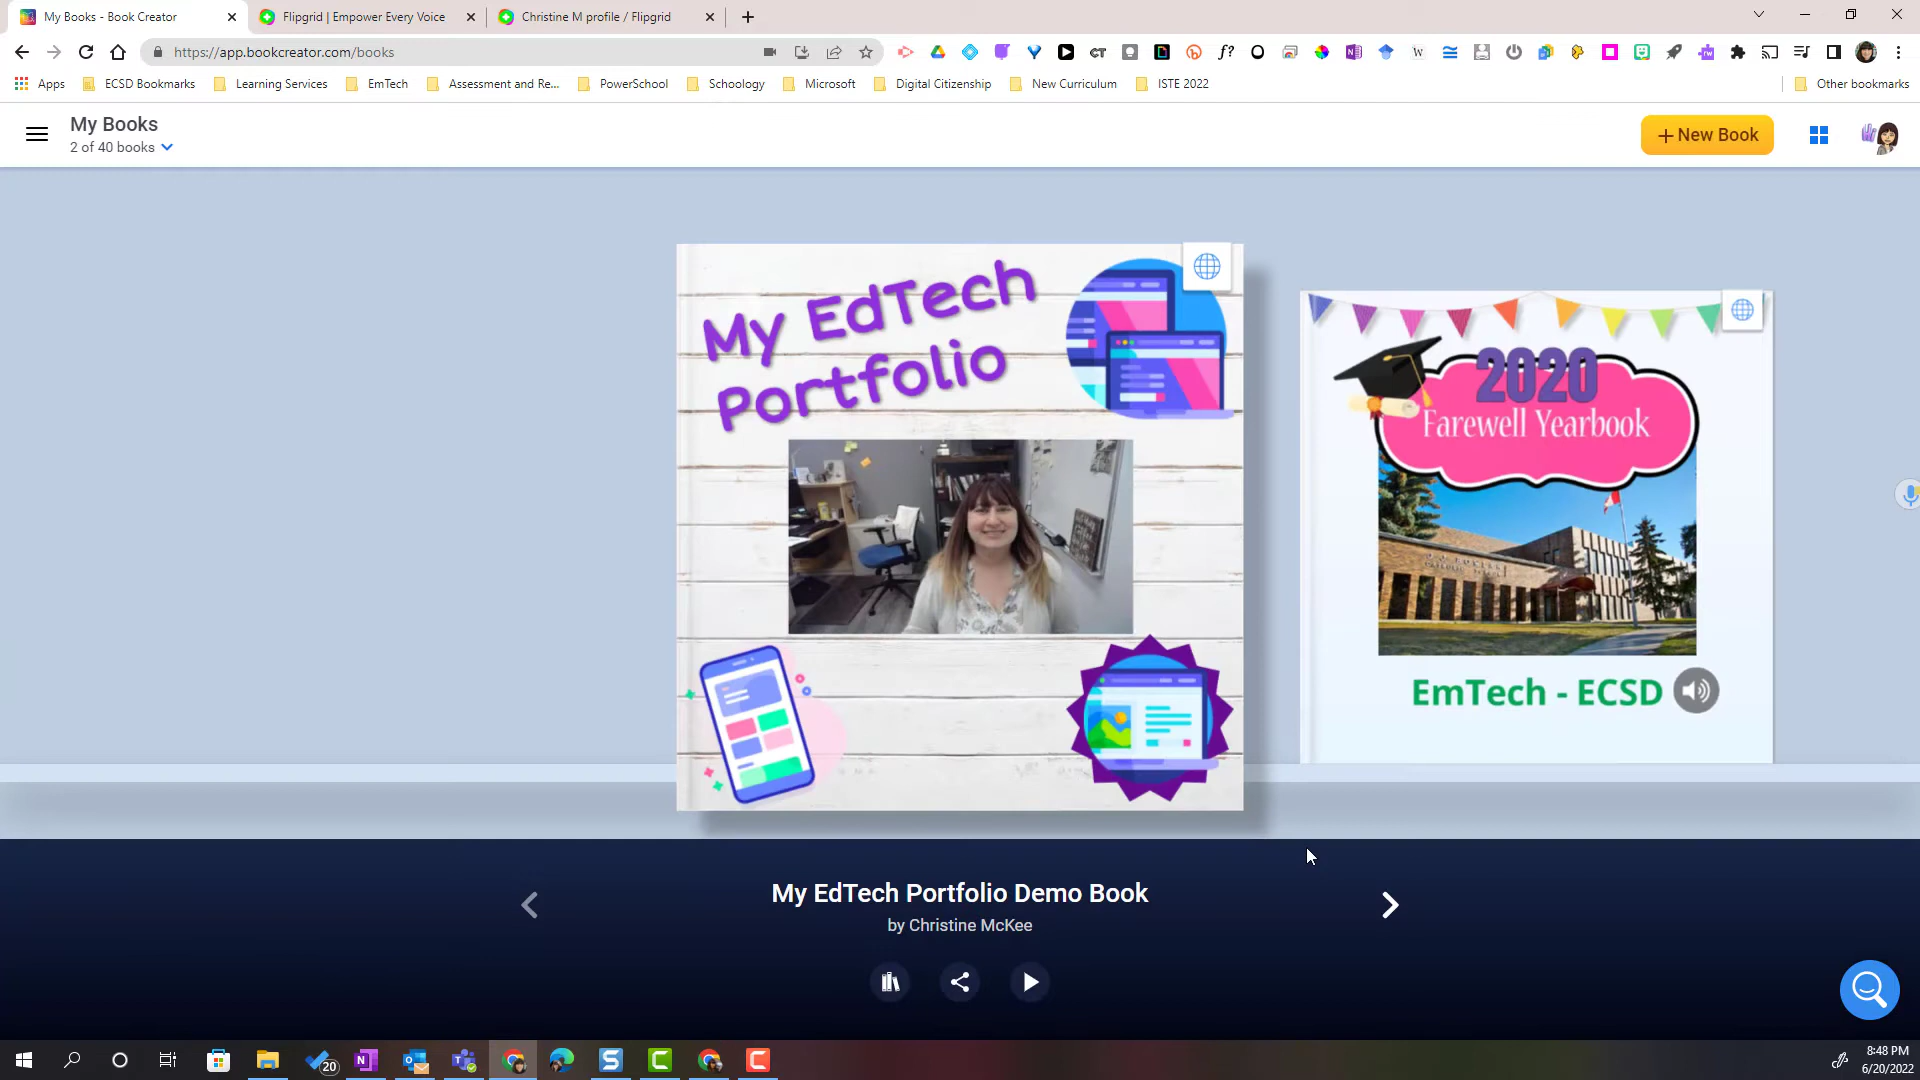 My Books - Book Creator
Flipgrid | Empower Every Voice
Christine M profile / Flipgrid
https://app.bookcreator.com/books
Apps
ECSD Bookmarks
Learning Services
EmTech
Assessment and Re...
PowerSchool
Schoology
Microsoft
Digital Citizenship
New Curriculum
ISTE 2022
Other bookmarks
My Books
2 of 40 books
+ New Book
My EdTech
Portfolio
2020
Farewell Yearbook
EmTech - ECSD
My EdTech Portfolio Demo Book
by Christine McKee
20
8:48 PM
6/20/2022